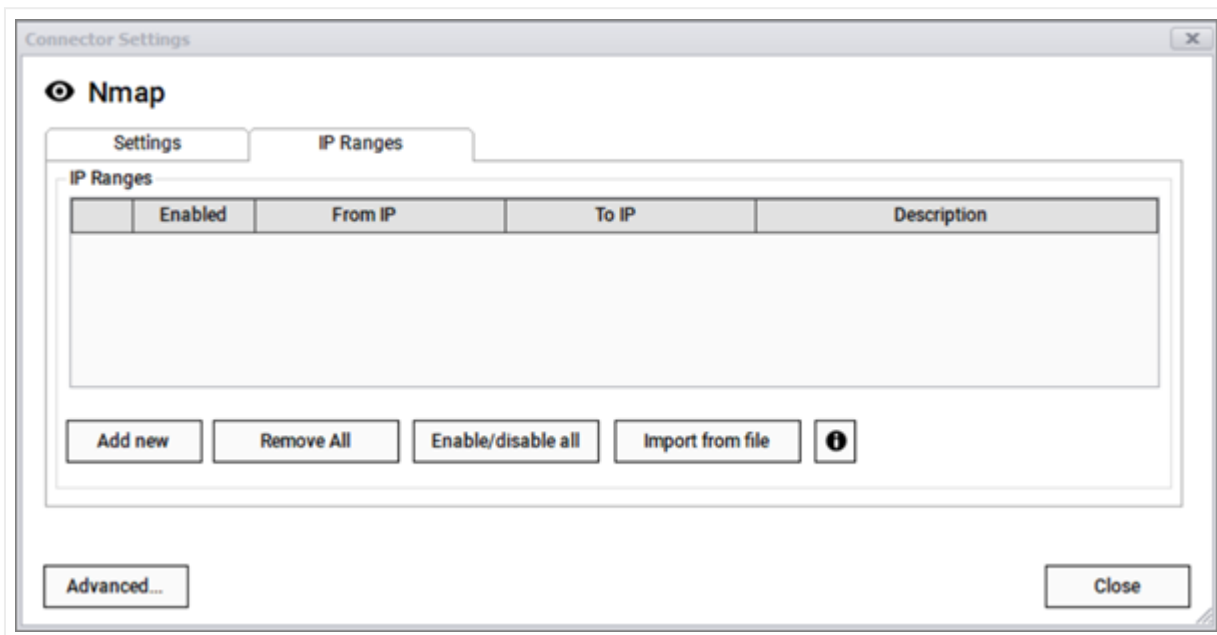 Connector Settings
Nmap
Settings IP Ranges
IP Ranges
Enabled From IP To IP Description
Add new Remove All Enable/disable all Import from file
Advanced... Close